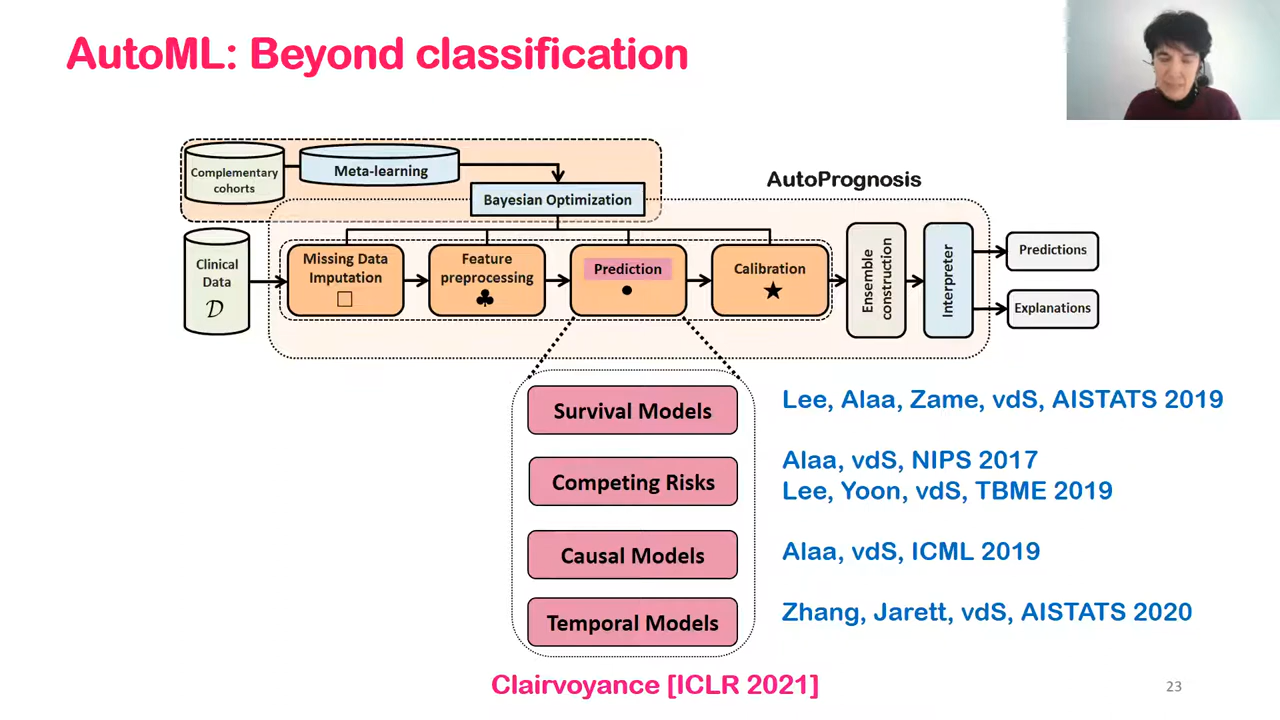 AutoML: Beyond classification
Complementary
cohorts
Meta-learning
Bayesian Optimization
AutoPrognosis
Clinical
Data
𝒟
Missing Data
Imputation
□
Feature
preprocessing
♣
Prediction
●
Calibration
★
Ensemble
construction
Interpreter
Predictions
Explanations
Survival Models
Lee, Alaa, Zame, vdS, AISTATS 2019
Competing Risks
Alaa, vdS, NIPS 2017
Lee, Yoon, vdS, TBME 2019
Causal Models
Alaa, vdS, ICML 2019
Temporal Models
Zhang, Jarett, vdS, AISTATS 2020
Clairvoyance [ICLR 2021]
23